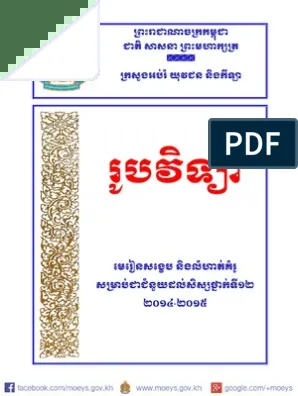 ព្រះរាជាណាចក្រកម្ពុជា
ជាតិ សាសនា ព្រះមហាក្សត្រ
ក្រសួងអប់រំ យុវជន និងកីឡា
PDF
រូបវិទ្យា
មេរៀនសង្ខេប និងលំហាត់គំរូ
សម្រាប់ជាជំនួយដល់សិស្សថ្នាក់ទី១២
២០១៤-២០១៥
facebook.com/moeys.gov.kh
www.moeys.gov.kh
google.com/+moeys